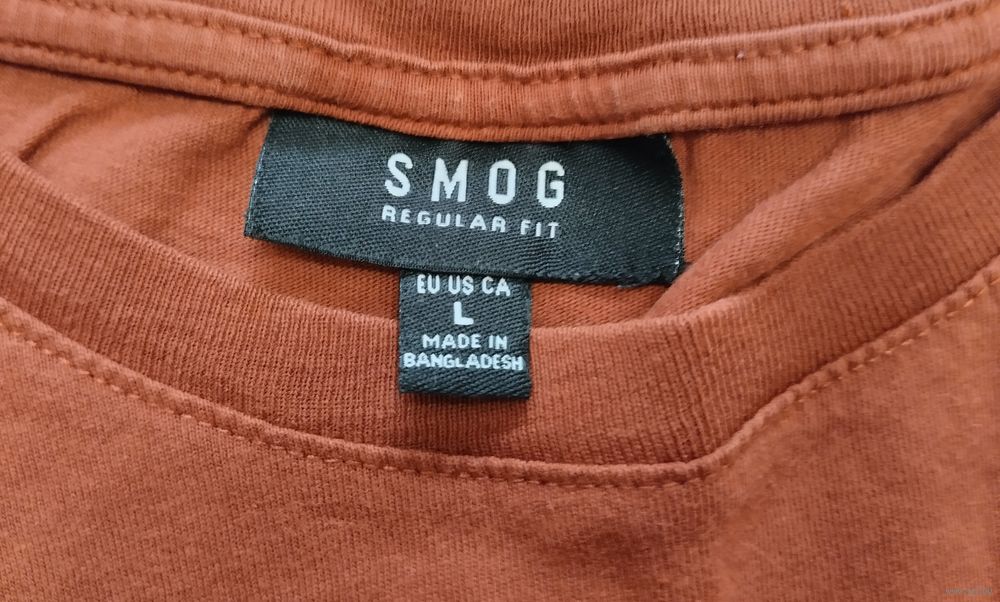 SMOG
REGULAR FIT
EU US CA
L
MADE IN
BANGLADESH